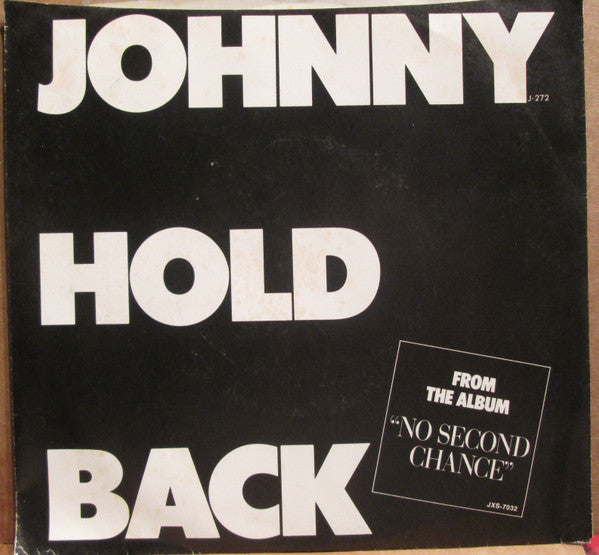 JOHNNY
J-272
HOLD
BACK
FROM
THE ALBUM
“NO SECOND
CHANCE”
JXS-7032